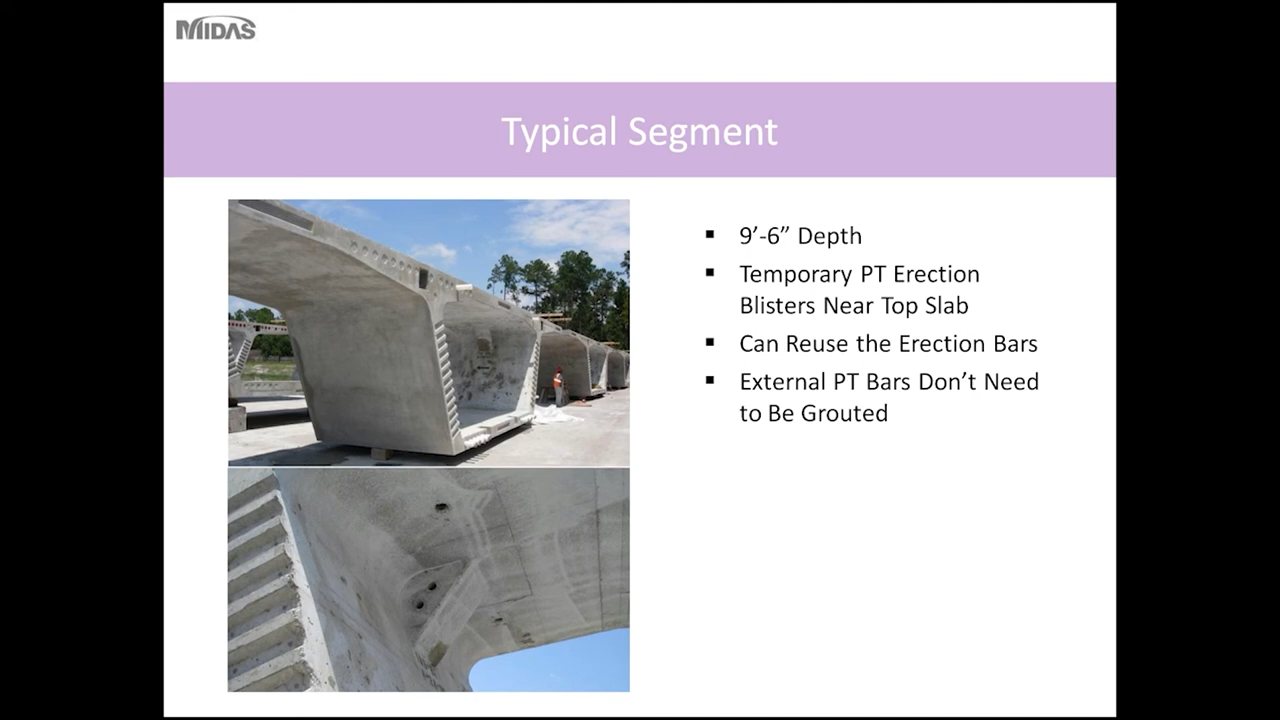 MIDAS
Typical Segment
▪ 9’-6” Depth
▪ Temporary PT Erection
Blisters Near Top Slab
▪ Can Reuse the Erection Bars
▪ External PT Bars Don’t Need
to Be Grouted